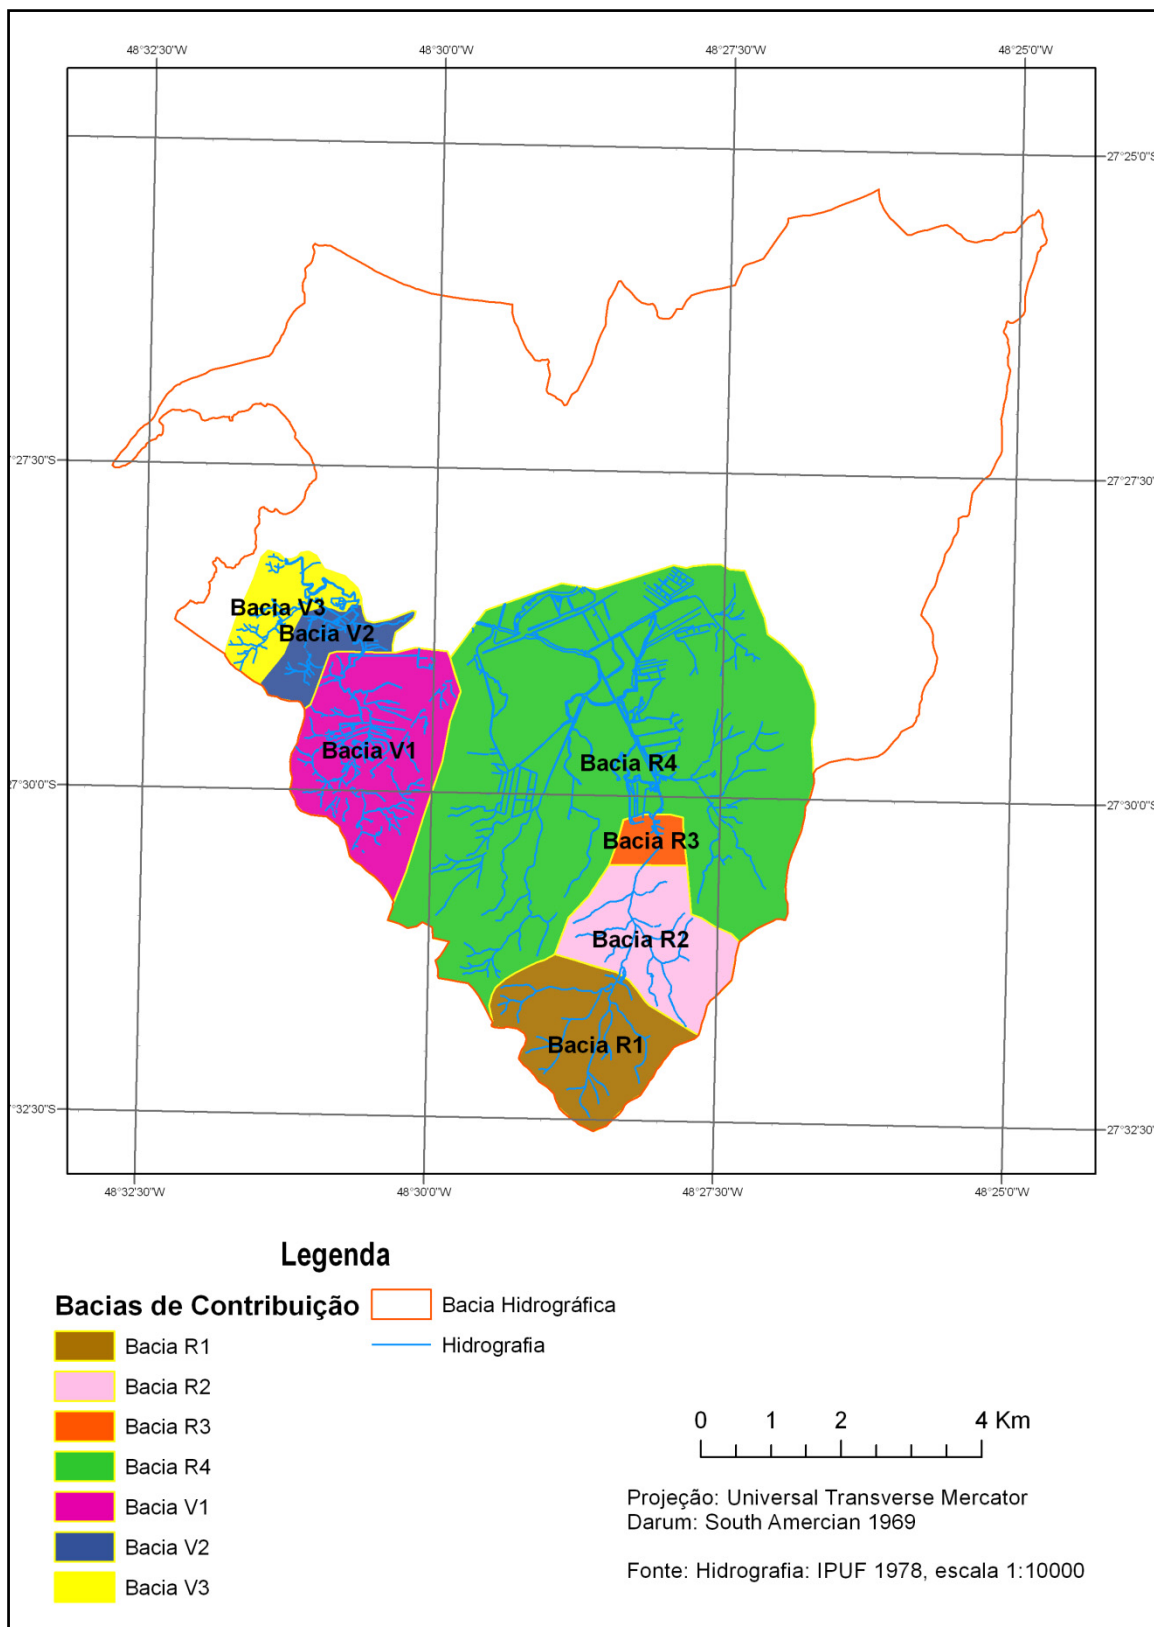 48°32'30"W 48°30'0"W 48°27'30"W 48°25'0"W
27°25'0"S
7°27'30"S
27°27'30"S
Bacia V3
Bacia V2
Bacia V1
Bacia R4
7°30'0"S
27°30'0"S
Bacia R3
Bacia R2
Bacia R1
7°32'30"S
27°32'30"S
48°32'30"W 48°30'0"W 48°27'30"W 48°25'0"W
Legenda
Bacias de Contribuição
Bacia R1
Bacia R2
Bacia R3
Bacia R4
Bacia V1
Bacia V2
Bacia V3
Bacia Hidrográfica
Hidrografia
0 1 2 4 Km
Projeção: Universal Transverse Mercator
Darum: South Amercian 1969
Fonte: Hidrografia: IPUF 1978, escala 1:10000